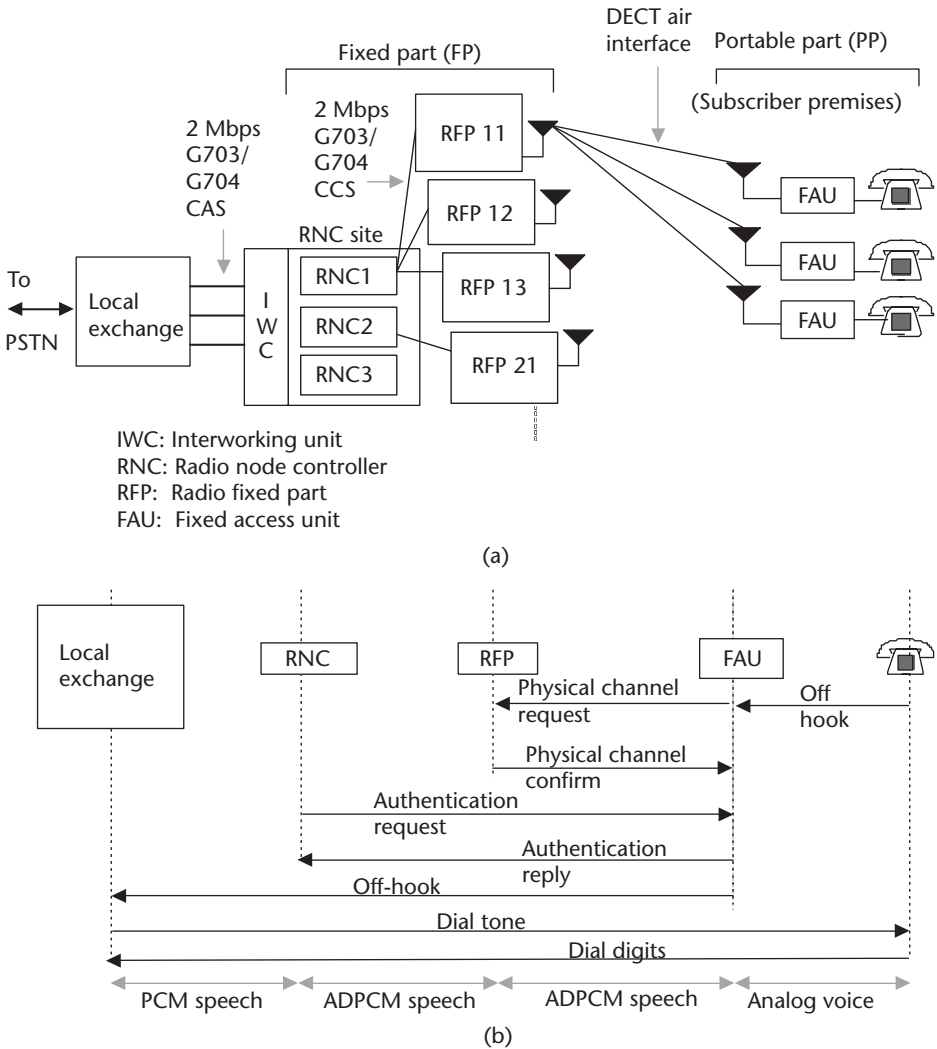 DECT air
interface
Portable part (PP)
Fixed part (FP)
(Subscriber premises)
2 Mbps
G703/
G704
CAS
2 Mbps
G703/
G704
CCS
RFP 11
FAU
RFP 12
RNC site
To
PSTN
Local
exchange
I
W
C
RNC1
RFP 13
FAU
RNC2
FAU
RNC3
RFP 21
IWC: Interworking unit
RNC: Radio node controller
RFP: Radio fixed part
FAU: Fixed access unit
(a)
Local
exchange
RNC
RFP
FAU
Physical channel
request
Off
hook
Physical channel
confirm
Authentication
request
Authentication
reply
Off-hook
Dial tone
Dial digits
PCM speech
ADPCM speech
ADPCM speech
Analog voice
(b)